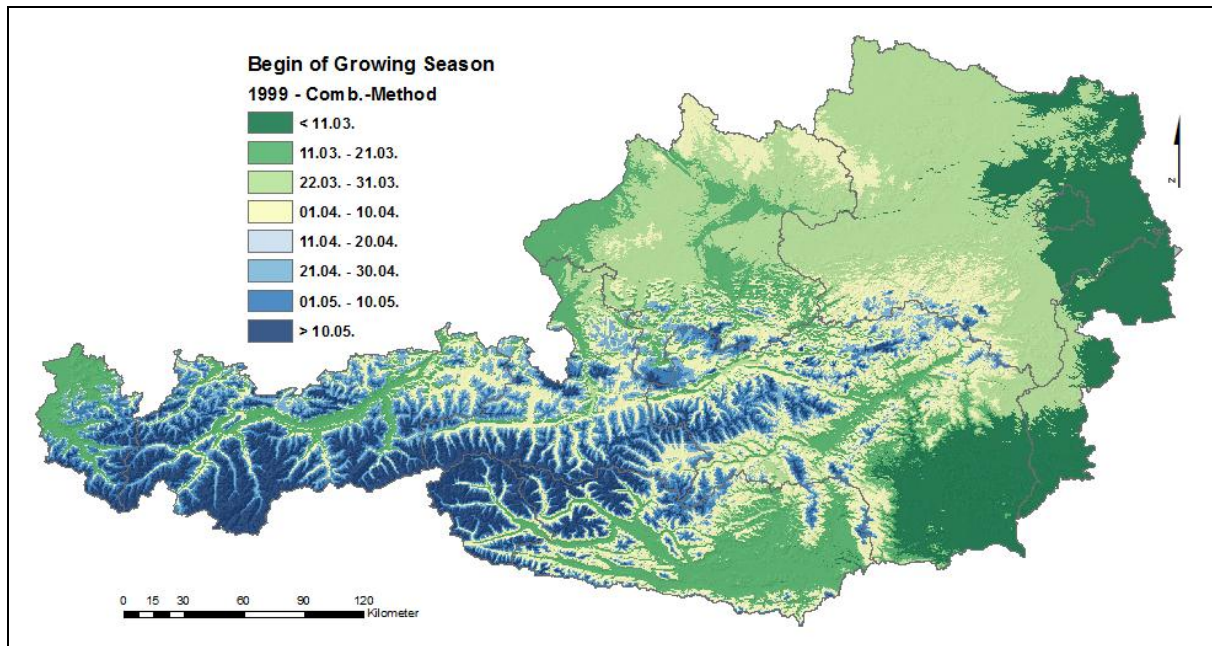 Begin of Growing Season
1999 - Comb.-Method
< 11.03.
11.03. - 21.03.
22.03. - 31.03.
01.04. - 10.04.
11.04. - 20.04.
21.04. - 30.04.
01.05. - 10.05.
> 10.05.
Z
0 15 30 60 90 120
Kilometer